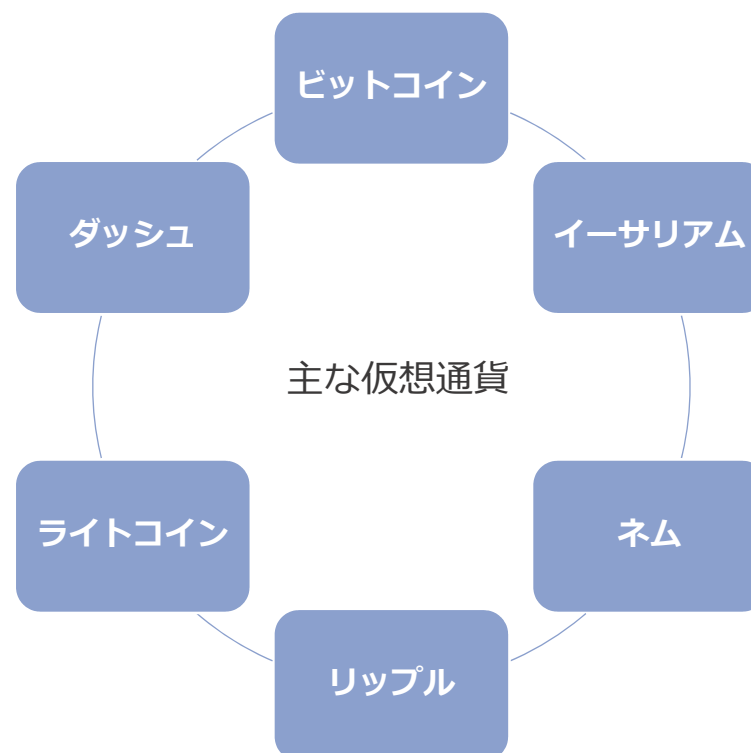 ビットコイン
ダッシュ
イーサリアム
主な仮想通貨
ライトコイン
ネム
リップル